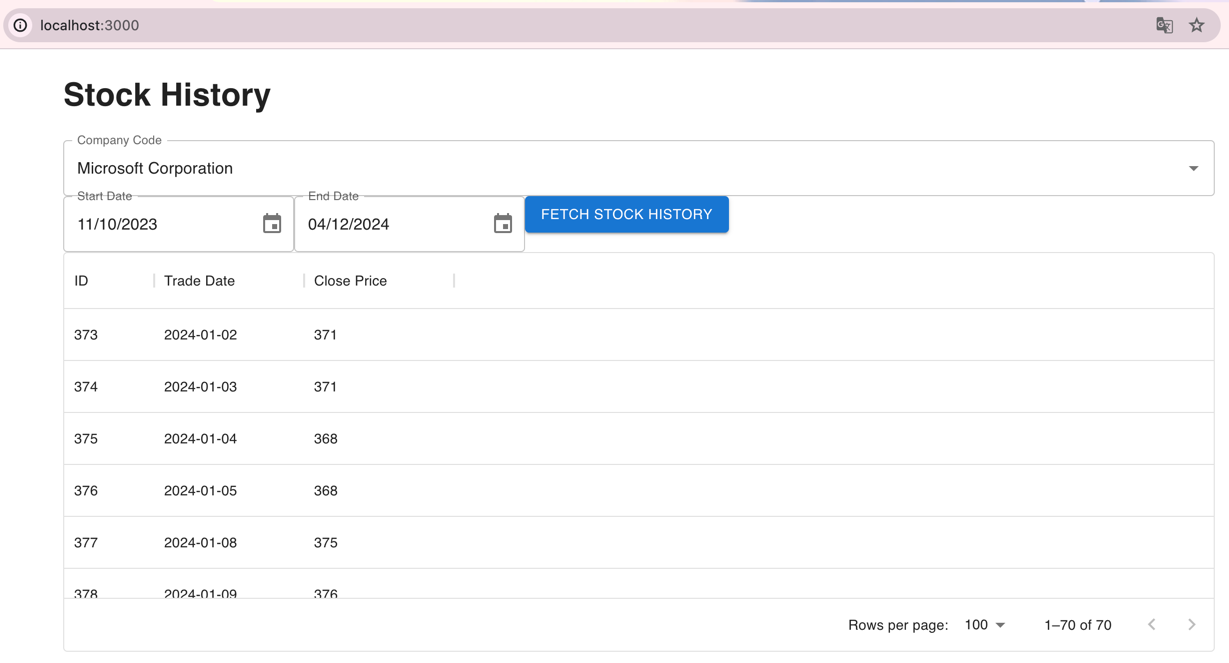 localhost:3000
Stock History
Company Code
Microsoft Corporation
Start Date End Date
11/10/2023 04/12/2024 FETCH STOCK HISTORY
ID Trade Date Close Price
373 2024-01-02 371
374 2024-01-03 371
375 2024-01-04 368
376 2024-01-05 368
377 2024-01-08 375
378 2024-01-09 376
Rows per page: 100 1–70 of 70